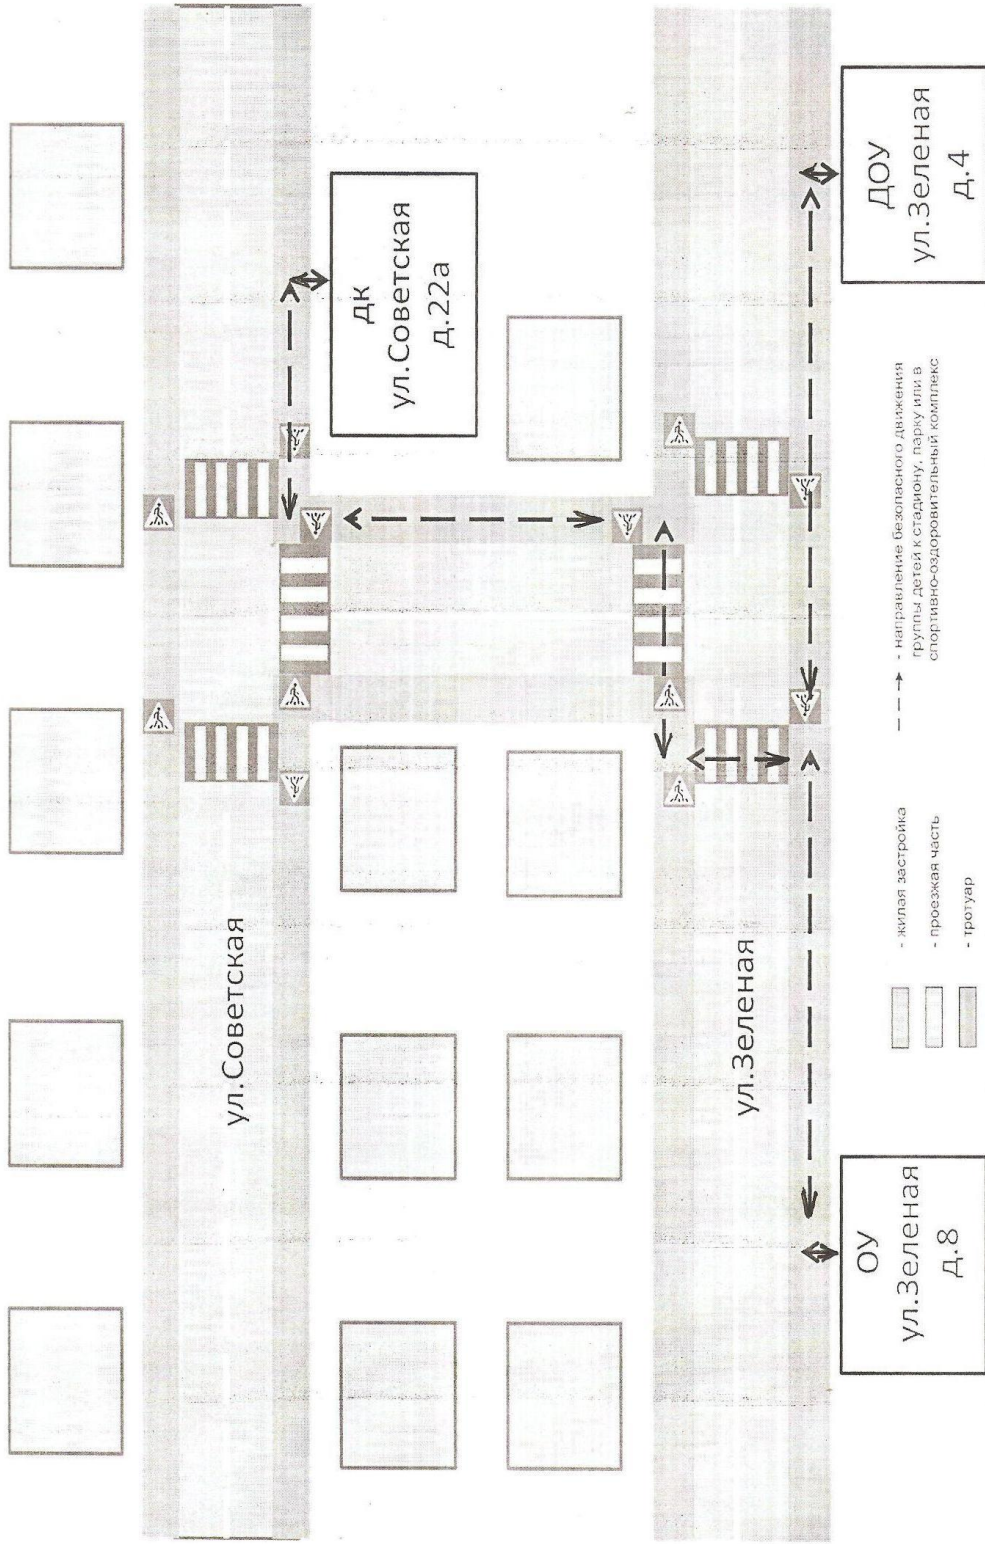 ул.Советская
дк
ул.Советская
д.22а
ул.Зеленая
ОУ
ул.Зеленая
д.8
ДОУ
ул.Зеленая
д.4
- жилая застройка
- проезжая часть
- тротуар
- направление безопасного движения
группы детей к стадиону, парку или в
спортивно-оздоровительный комплекс